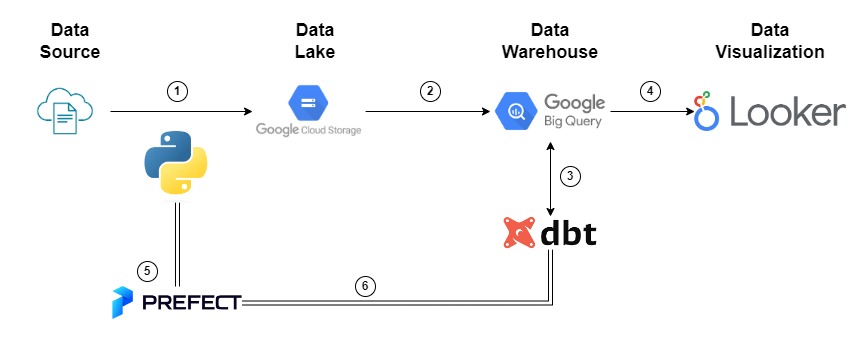 Data
Source
Data
Lake
Data
Warehouse
Data
Visualization
1
2
4
Google Cloud Storage
Google
Big Query
Looker
3
dbt
5
6
PREFECT